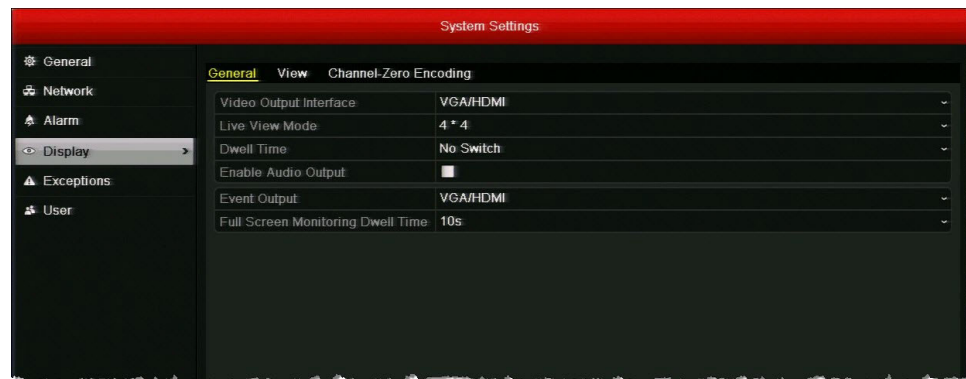 System Settings
General
Network
Alarm
Display >
Exceptions
User
General View Channel-Zero Encoding
Video Output Interface VGA/HDMI
Live View Mode 4 * 4
Dwell Time No Switch
Enable Audio Output
Event Output VGA/HDMI
Full Screen Monitoring Dwell Time 10s